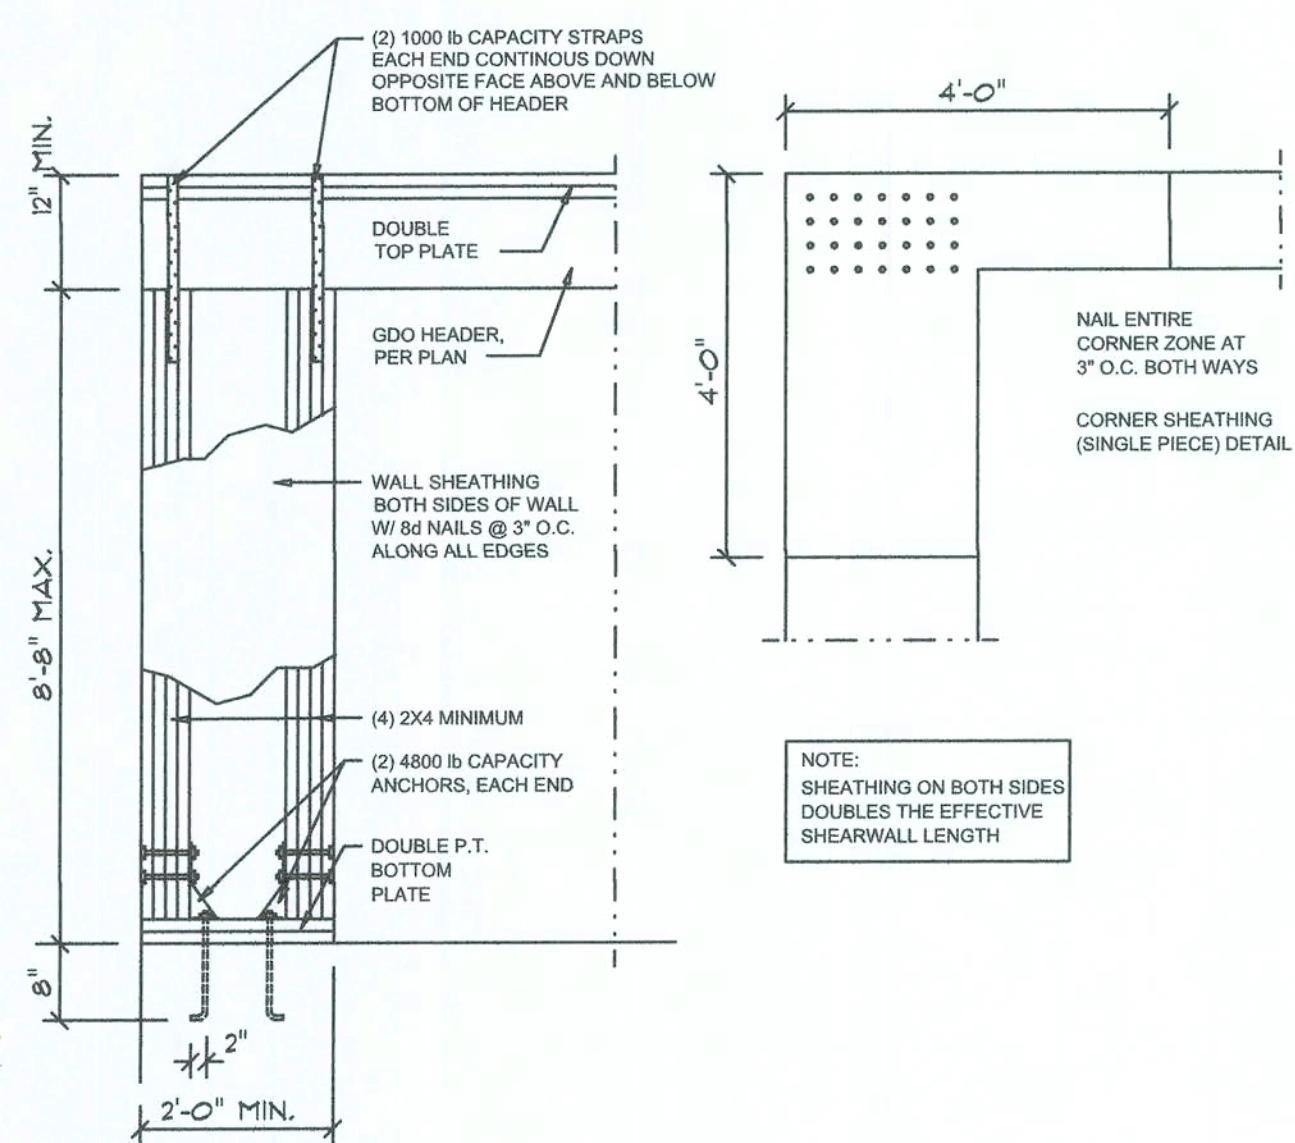 (2) 1000 lb CAPACITY STRAPS
EACH END CONTINOUS DOWN
OPPOSITE FACE ABOVE AND BELOW
BOTTOM OF HEADER
12" MIN.
DOUBLE
TOP PLATE
GDO HEADER,
PER PLAN
WALL SHEATHING
BOTH SIDES OF WALL
W/ 8d NAILS @ 3" O.C.
ALONG ALL EDGES
8'-8" MAX.
(4) 2X4 MINIMUM
(2) 4800 lb CAPACITY
ANCHORS, EACH END
DOUBLE P.T.
BOTTOM
PLATE
8"
2"
2'-0" MIN.
4'-0"
4'-0"
NAIL ENTIRE
CORNER ZONE AT
3" O.C. BOTH WAYS
CORNER SHEATHING
(SINGLE PIECE) DETAIL
NOTE:
SHEATHING ON BOTH SIDES
DOUBLES THE EFFECTIVE
SHEARWALL LENGTH